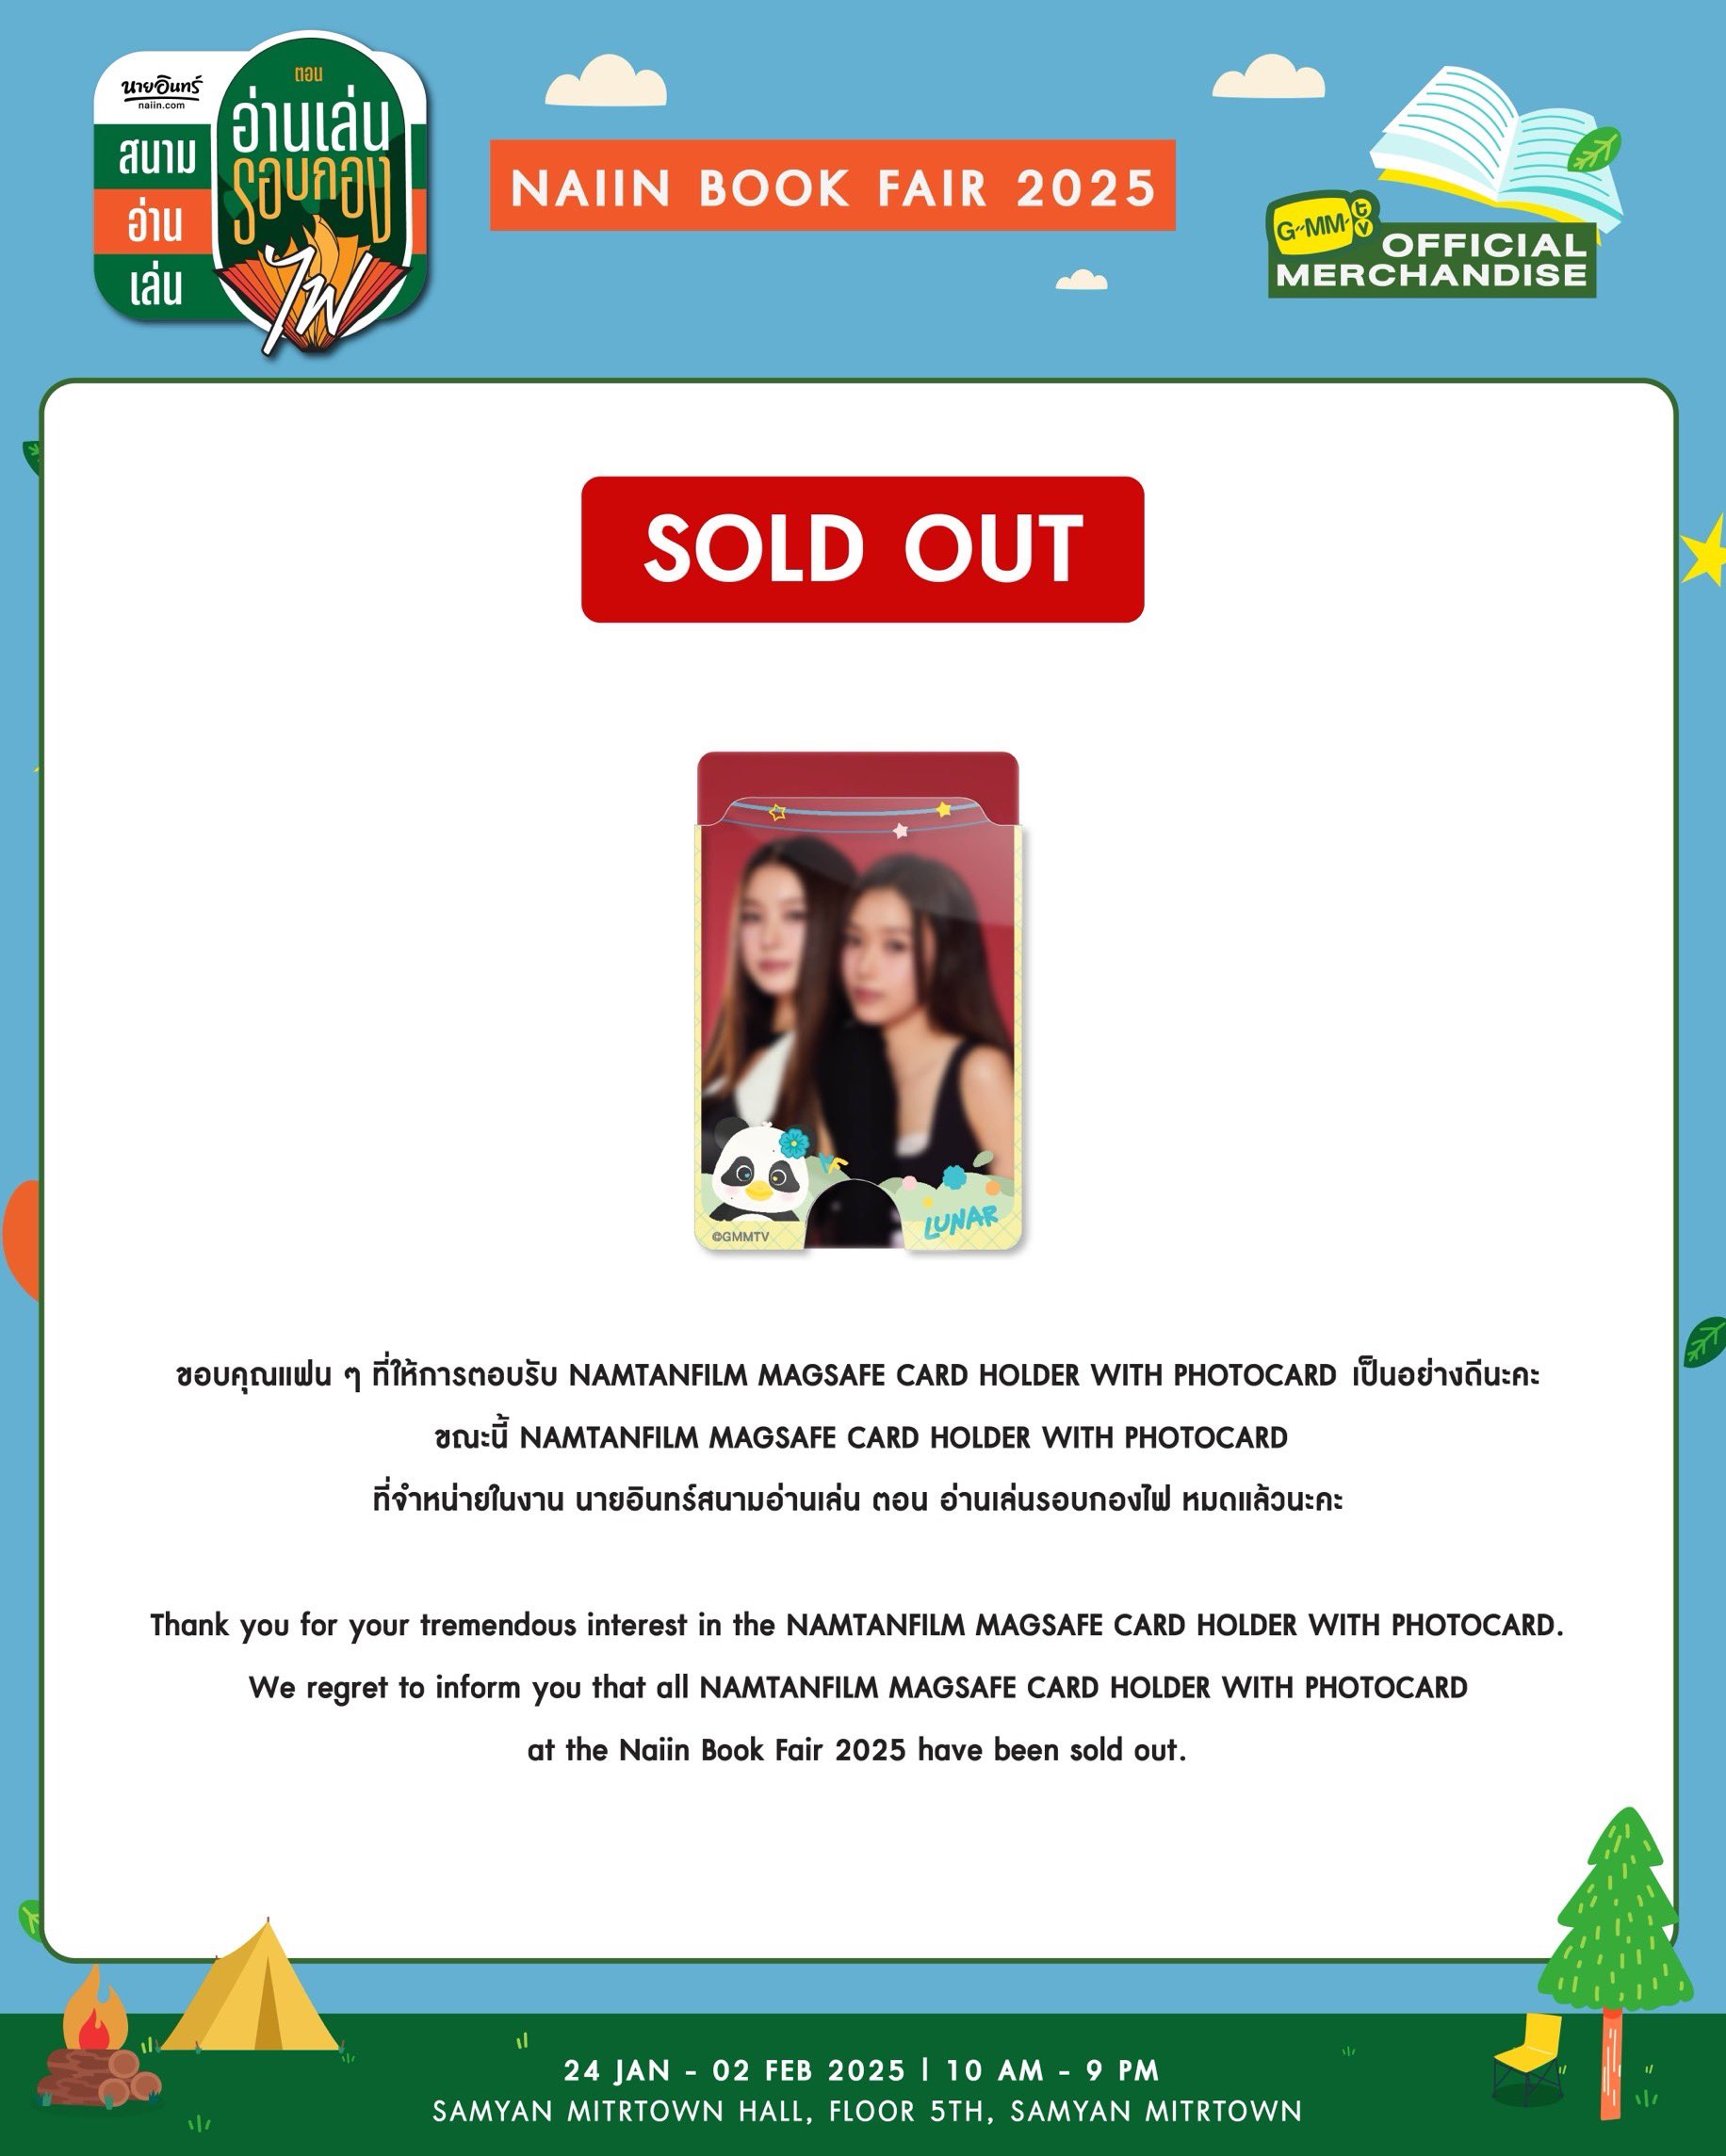 นายอินทร์
naiin.com
สนาม
อ่าน
เล่น
ตอน
อ่านเล่น
รอบกอง
ไฟ
NAIIN BOOK FAIR 2025
G-MM-tv
OFFICIAL
MERCHANDISE
SOLD OUT
©GMMTV
LUNAR
ขอบคุณแฟน ๆ ที่ให้การตอบรับ NAMTANFILM MAGSAFE CARD HOLDER WITH PHOTOCARD เป็นอย่างดีนะคะ
ขณะนี้ NAMTANFILM MAGSAFE CARD HOLDER WITH PHOTOCARD
ที่จำหน่ายในงาน นายอินทร์สนามอ่านเล่น ตอน อ่านเล่นรอบกองไฟ หมดแล้วนะคะ
Thank you for your tremendous interest in the NAMTANFILM MAGSAFE CARD HOLDER WITH PHOTOCARD.
We regret to inform you that all NAMTANFILM MAGSAFE CARD HOLDER WITH PHOTOCARD
at the Naiin Book Fair 2025 have been sold out.
24 JAN - 02 FEB 2025 | 10 AM - 9 PM
SAMYAN MITRTOWN HALL, FLOOR 5TH, SAMYAN MITRTOWN